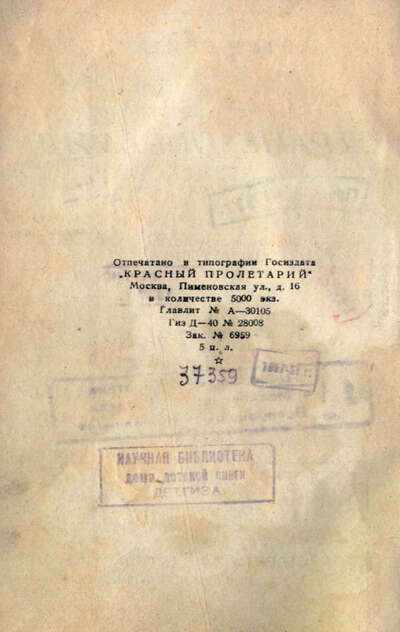 Отпечатано в типографии Госиздата
„КРАСНЫЙ ПРОЛЕТАРИЙ“
Москва, Пименовская ул., д. 16
в количестве 5000 экз.
Главлит № А—30105
Гиз Д—40 № 28008
Зак. № 6959
5 п. л.
☆
37359
НАУЧНАЯ БИБЛИОТЕКА
дома детской книги
ДЕТГИЗА